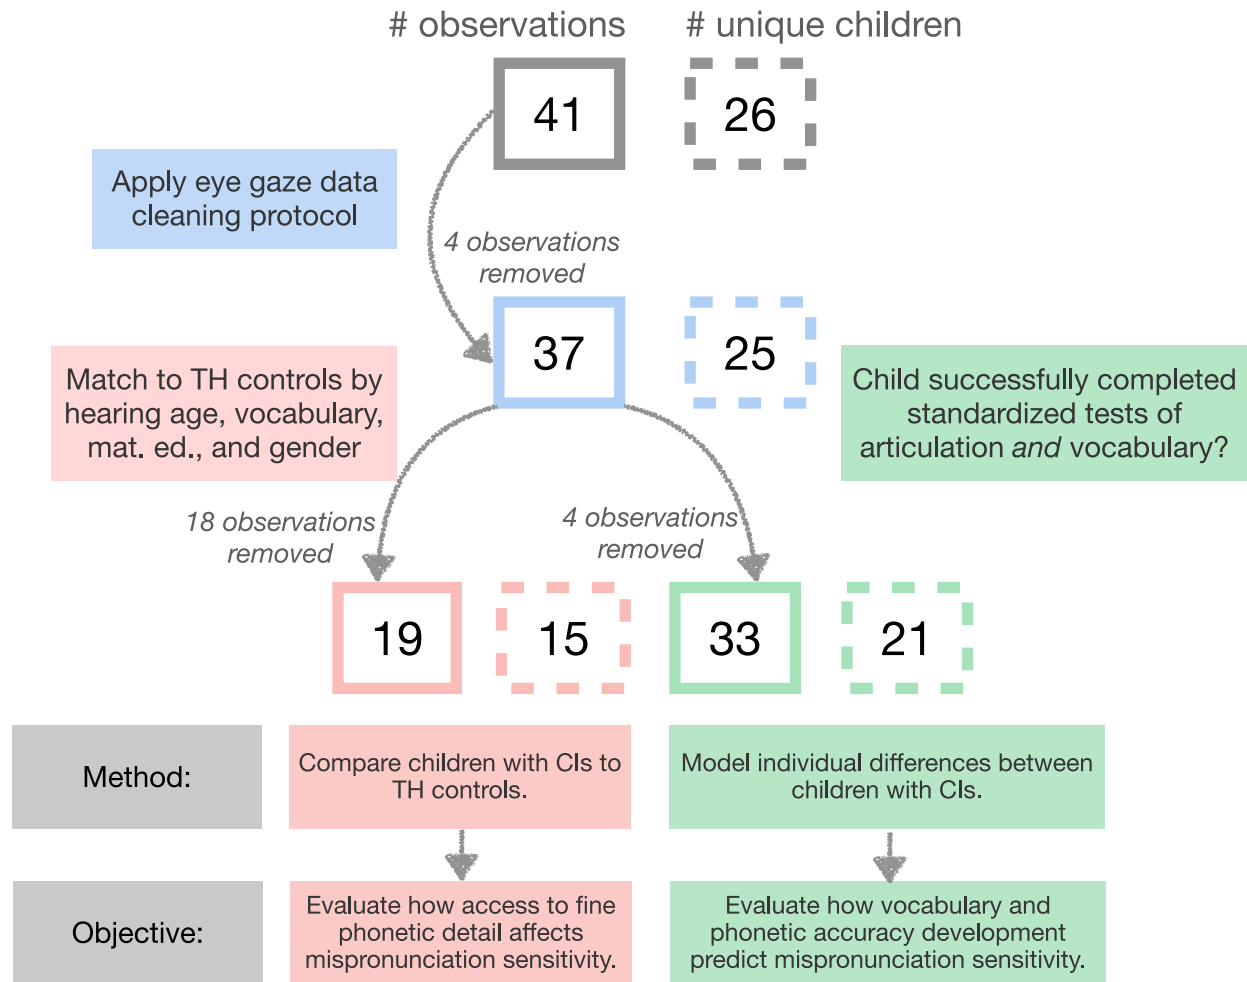 # observations
# unique children
41
26
Apply eye gaze data
cleaning protocol
4 observations
removed
37
25
Match to TH controls by
hearing age, vocabulary,
mat. ed., and gender
Child successfully completed
standardized tests of
articulation and vocabulary?
18 observations
removed
4 observations
removed
19
15
33
21
Method:
Compare children with CIs to
TH controls.
Model individual differences between
children with CIs.
Objective:
Evaluate how access to fine
phonetic detail affects
mispronunciation sensitivity.
Evaluate how vocabulary and
phonetic accuracy development
predict mispronunciation sensitivity.